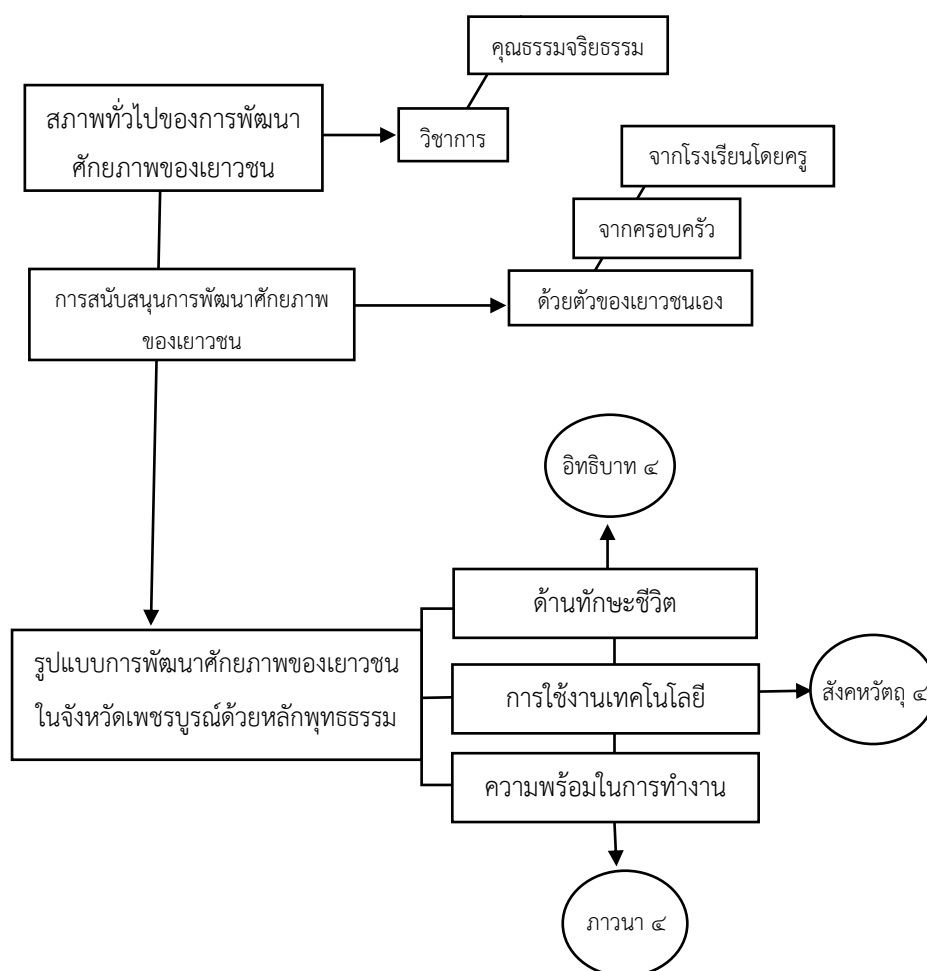 คุณธรรมจริยธรรม
สภาพทั่วไปของการพัฒนา
ศักยภาพของเยาวชน
วิชาการ
จากโรงเรียนโดยครู
จากครอบครัว
การสนับสนุนการพัฒนาศักยภาพ
ของเยาวชน
ด้วยตัวของเยาวชนเอง
อิทธิบาท ๔
ด้านทักษะชีวิต
รูปแบบการพัฒนาศักยภาพของเยาวชน
ในจังหวัดเพชรบูรณ์ด้วยหลักพุทธธรรม
การใช้งานเทคโนโลยี
สังคหวัตถุ ๔
ความพร้อมในการทำงาน
ภาวนา ๔